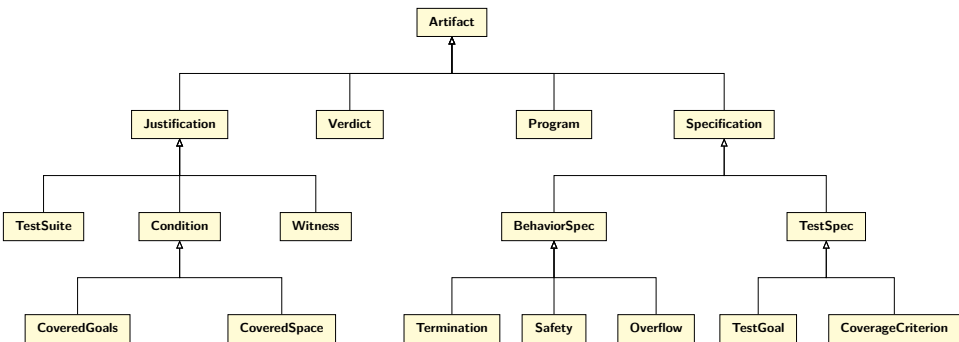 Artifact
Justification
Verdict
Program
Specification
TestSuite
Condition
Witness
BehaviorSpec
TestSpec
CoveredGoals
CoveredSpace
Termination
Safety
Overflow
TestGoal
CoverageCriterion